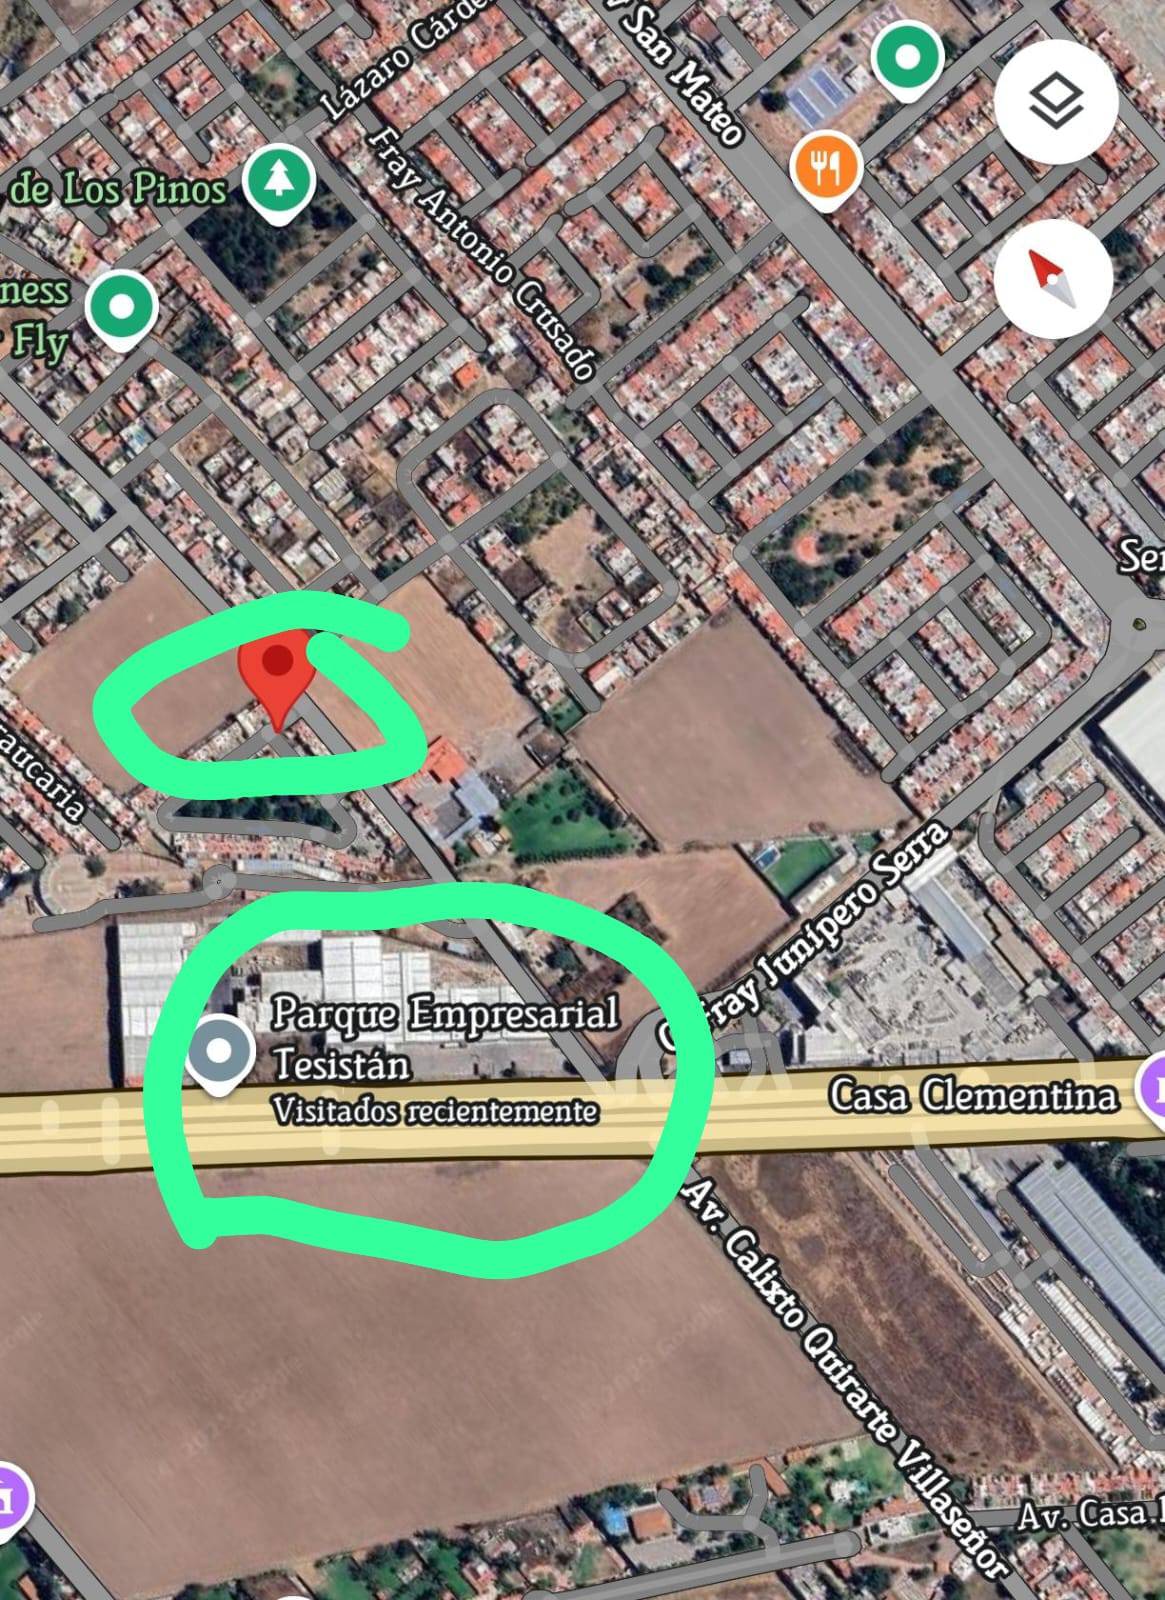 Lázaro Cárde
San Mateo
de Los Pinos
Fray Antonio Crusado
ness
Fly
Ser
aucaria
fray Junípero Serra
Parque Empresarial
Tesistán
Visitados recientemente
Casa Clementina
Av. Calixto Quirarte Villaseñor
Av. Casa